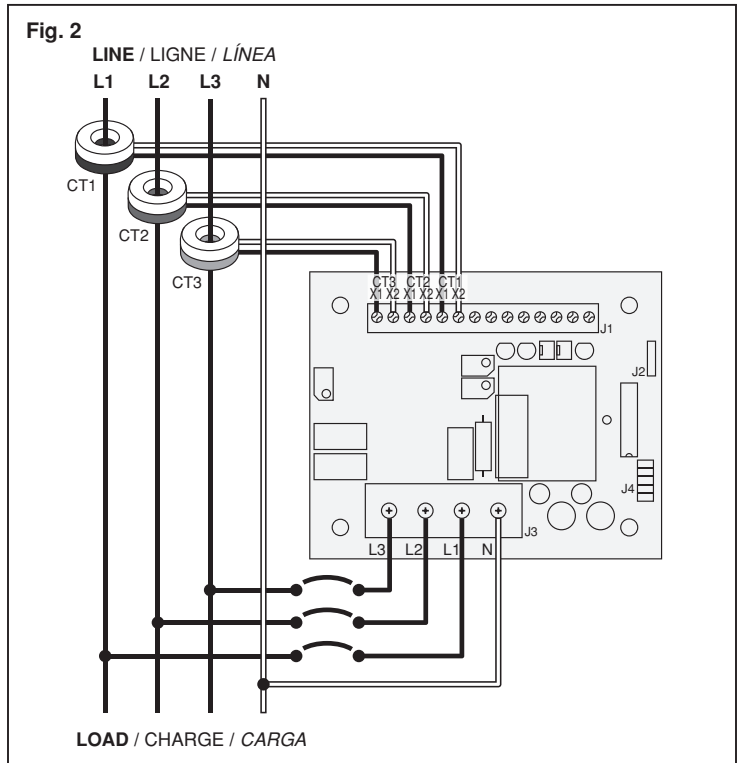 Fig. 2
LINE / LIGNE / LÍNEA
L1 L2 L3 N
CT1
CT2
CT3
CT3 CT2 CT1
X1 X2 X1 X2 X1 X2
J1
J2
J4
J3
L3 L2 L1 N
LOAD / CHARGE / CARGA